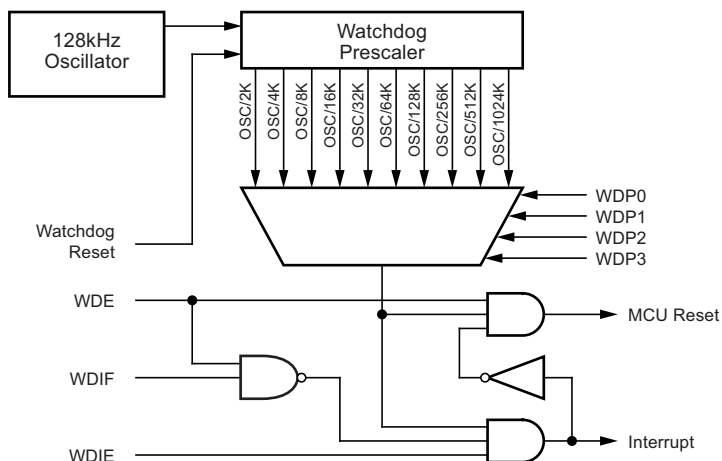 128kHz
Oscillator
Watchdog
Prescaler
OSC/2K
OSC/4K
OSC/8K
OSC/16K
OSC/32K
OSC/64K
OSC/128K
OSC/256K
OSC/512K
OSC/1024K
WDP0
WDP1
WDP2
WDP3
Watchdog
Reset
WDE
MCU Reset
WDIF
WDIE
Interrupt